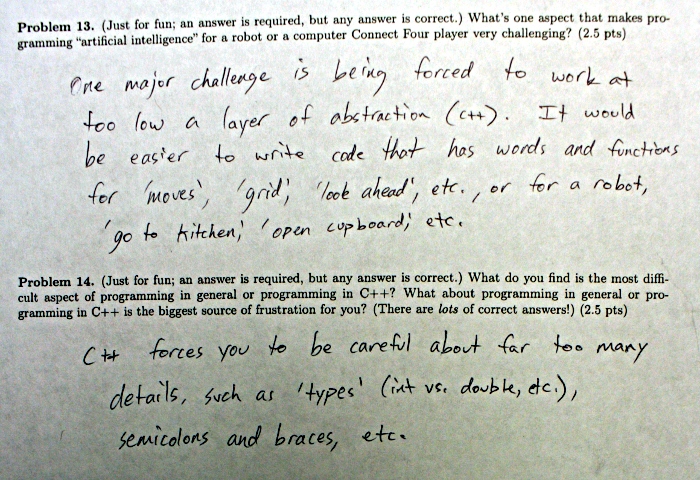 Problem 13. (Just for fun; an answer is required, but any answer is correct.) What's one aspect that makes pro-
gramming "artificial intelligence" for a robot or a computer Connect Four player very challenging? (2.5 pts)
One major challenge is being forced to work at
too low a layer of abstraction (c++). It would
be easier to write code that has words and functions
for 'moves', 'grid', 'look ahead', etc., or for a robot,
'go to kitchen,' 'open cupboard,' etc.
Problem 14. (Just for fun; an answer is required, but any answer is correct.) What do you find is the most diffi-
cult aspect of programming in general or programming in C++? What about programming in general or pro-
gramming in C++ is the biggest source of frustration for you? (There are lots of correct answers!) (2.5 pts)
C++ forces you to be careful about far too many
details, such as 'types' (int vs. double, etc.),
semicolons and braces, etc.